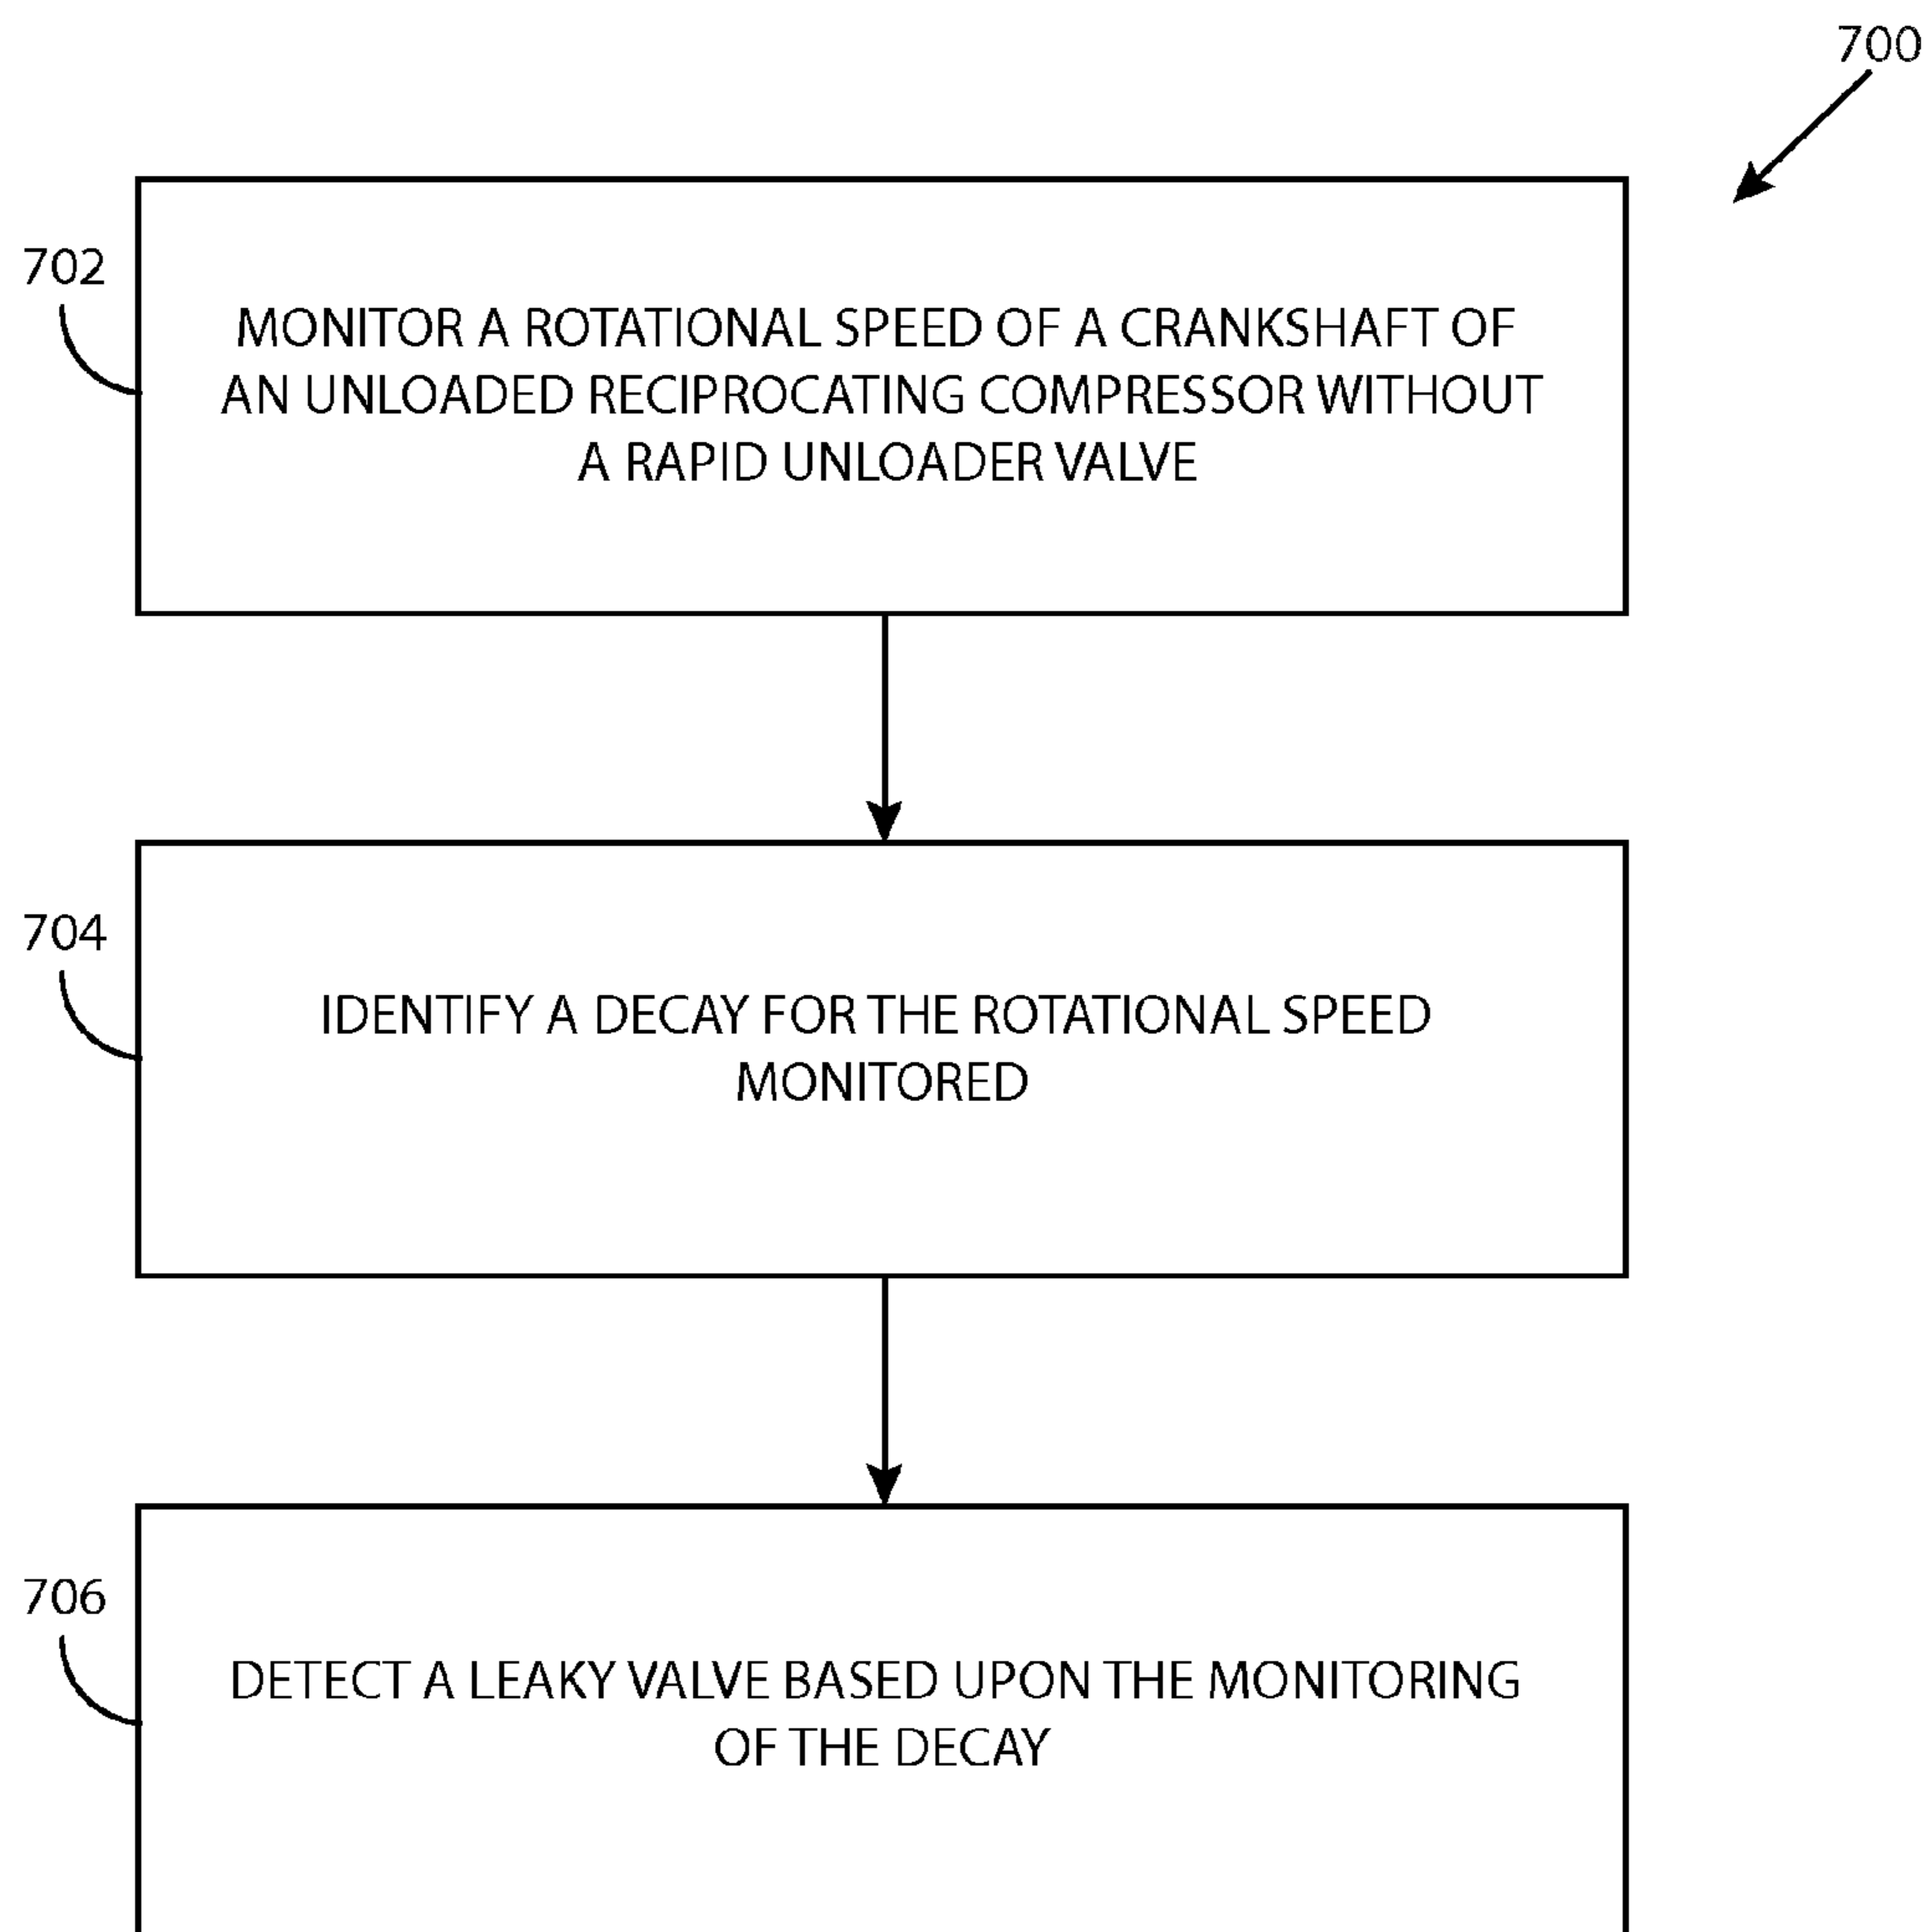 700
702
MONITOR A ROTATIONAL SPEED OF A CRANKSHAFT OF
AN UNLOADED RECIPROCATING COMPRESSOR WITHOUT
A RAPID UNLOADER VALVE
704
IDENTIFY A DECAY FOR THE ROTATIONAL SPEED
MONITORED
706
DETECT A LEAKY VALVE BASED UPON THE MONITORING
OF THE DECAY